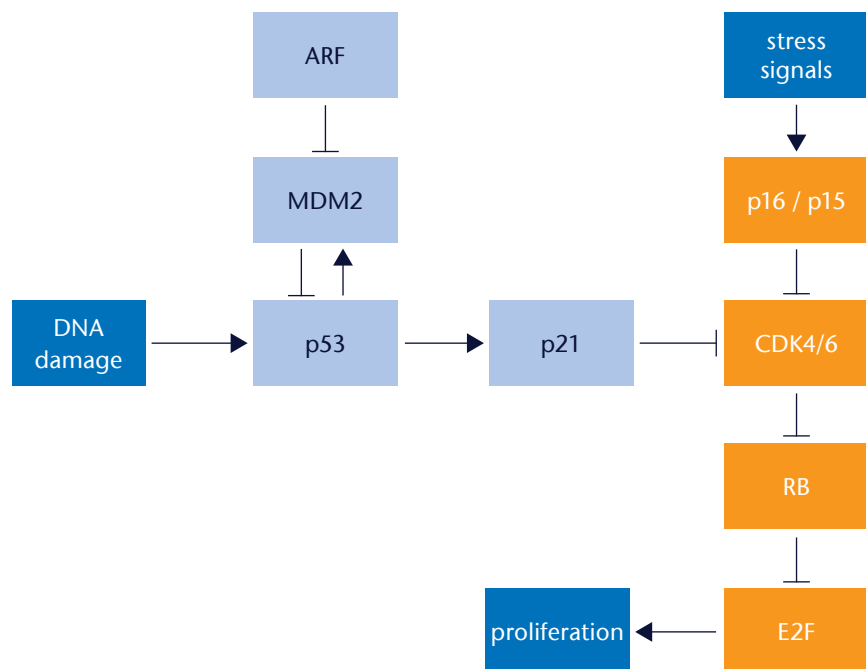 ARF
stress
signals
MDM2
p16 / p15
DNA
damage
p53
p21
CDK4/6
RB
proliferation
E2F